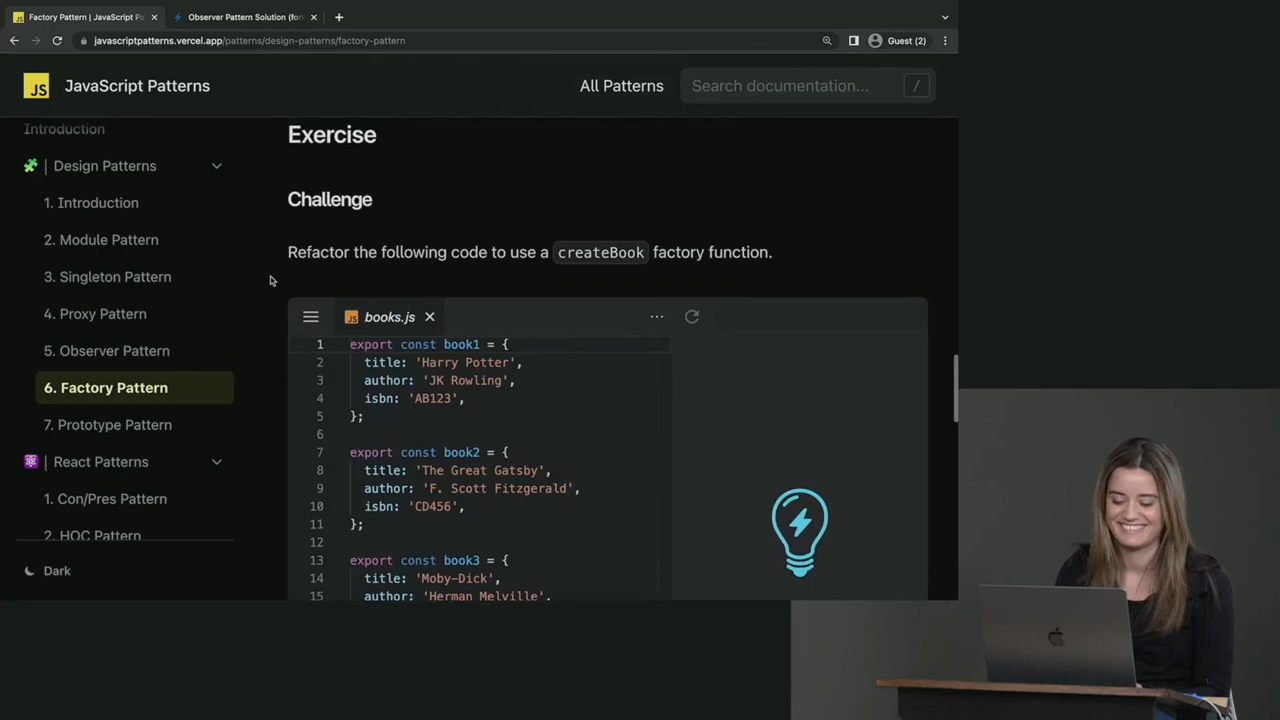 Factory Pattern | JavaScript Pa
Observer Pattern Solution (for
javascriptpatterns.vercel.app/patterns/design-patterns/factory-pattern
Guest (2)
JS
JavaScript Patterns
All Patterns
Search documentation...
/
Introduction
| Design Patterns
1. Introduction
2. Module Pattern
3. Singleton Pattern
4. Proxy Pattern
5. Observer Pattern
6. Factory Pattern
7. Prototype Pattern
| React Patterns
1. Con/Pres Pattern
2. HOC Pattern
Dark
Exercise
Challenge
Refactor the following code to use a createBook factory function.
JS books.js
1 export const book1 = {
2 title: 'Harry Potter',
3 author: 'JK Rowling',
4 isbn: 'AB123',
5 };
6
7 export const book2 = {
8 title: 'The Great Gatsby',
9 author: 'F. Scott Fitzgerald',
10 isbn: 'CD456',
11 };
12
13 export const book3 = {
14 title: 'Moby-Dick',
15 author: 'Herman Melville',